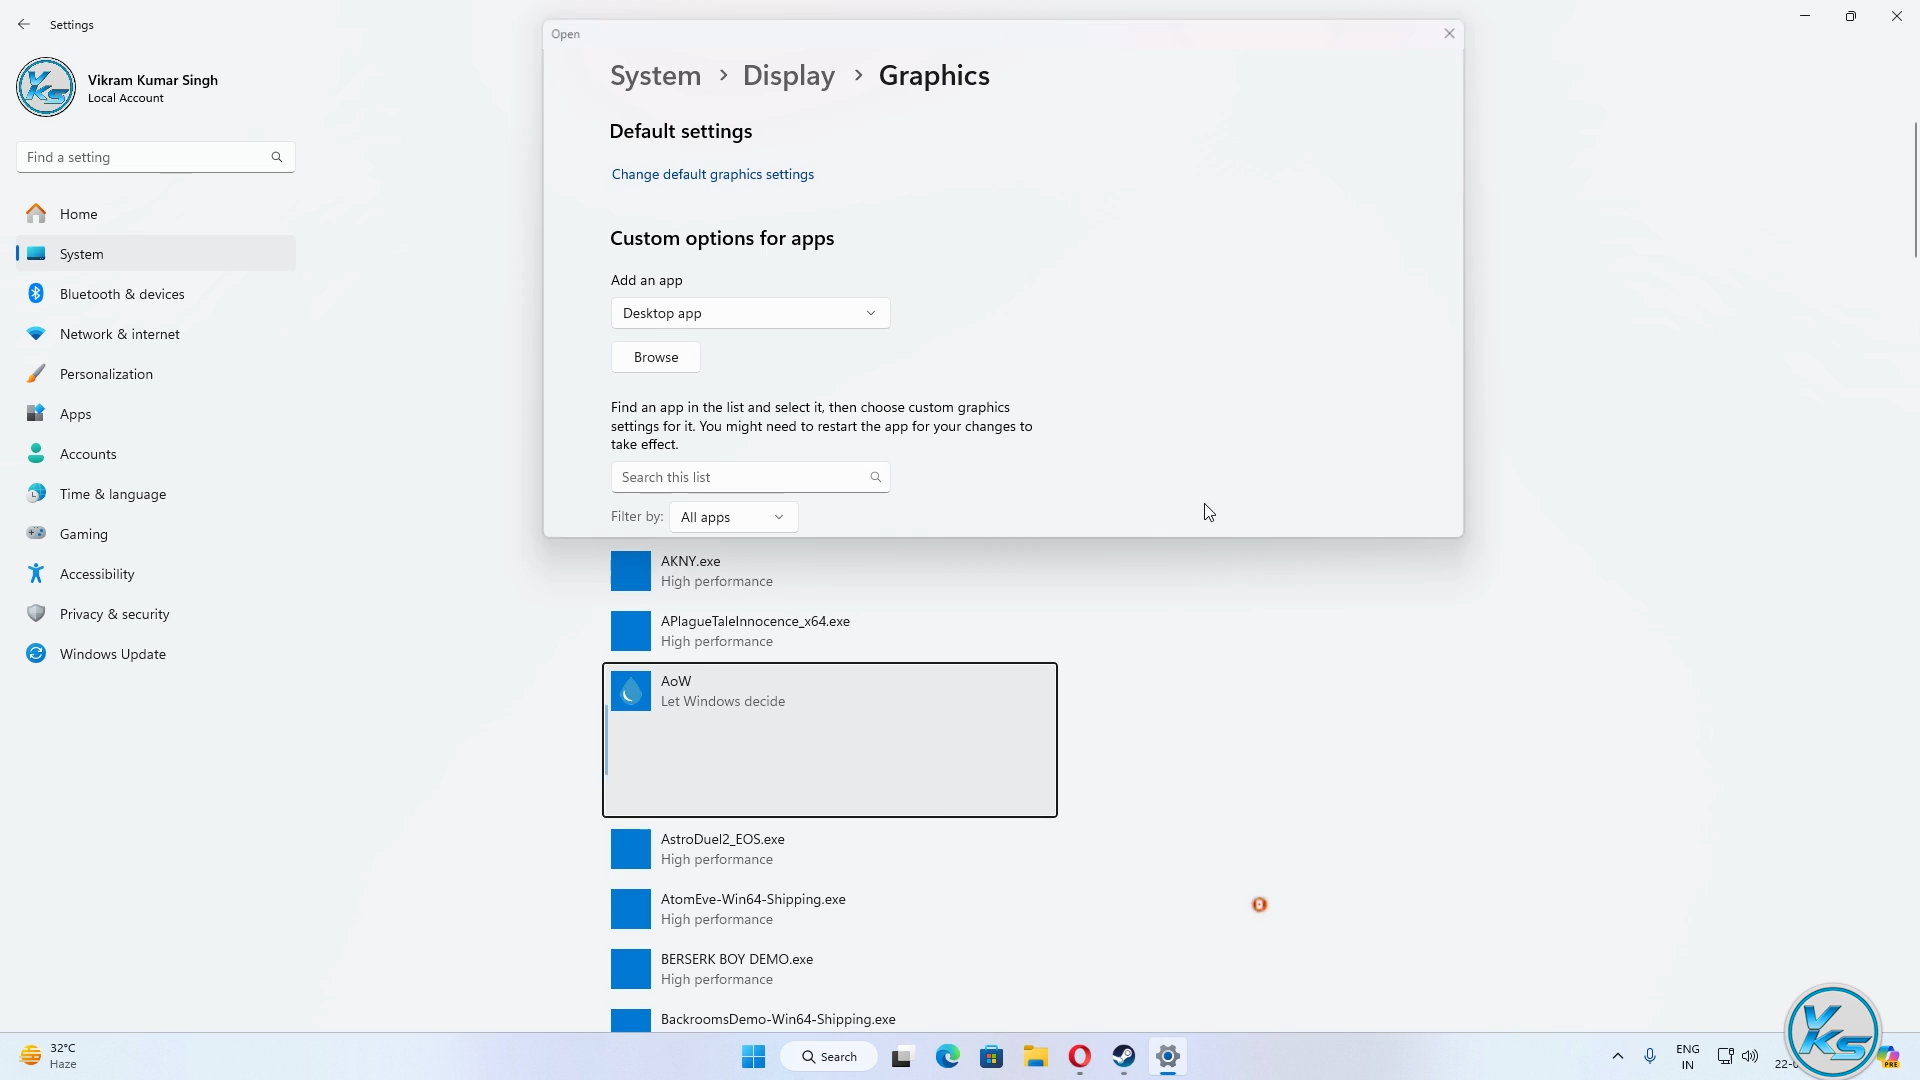 Settings
Vikram Kumar Singh
Local Account
Find a setting
Home
System
Bluetooth & devices
Network & internet
Personalization
Apps
Accounts
Time & language
Gaming
Accessibility
Privacy & security
Windows Update
Open
System > Display > Graphics
Default settings
Change default graphics settings
Custom options for apps
Add an app
Desktop app
Browse
Find an app in the list and select it, then choose custom graphics
settings for it. You might need to restart the app for your changes to
take effect.
Search this list
Filter by: All apps
AKNY.exe
High performance
APlagueTaleInnocence_x64.exe
High performance
AoW
Let Windows decide
AstroDuel2_EOS.exe
High performance
AtomEve-Win64-Shipping.exe
High performance
BERSERK BOY DEMO.exe
High performance
BackroomsDemo-Win64-Shipping.exe
32°C
Haze
Search
ENG
IN
22-
PRE
YKS